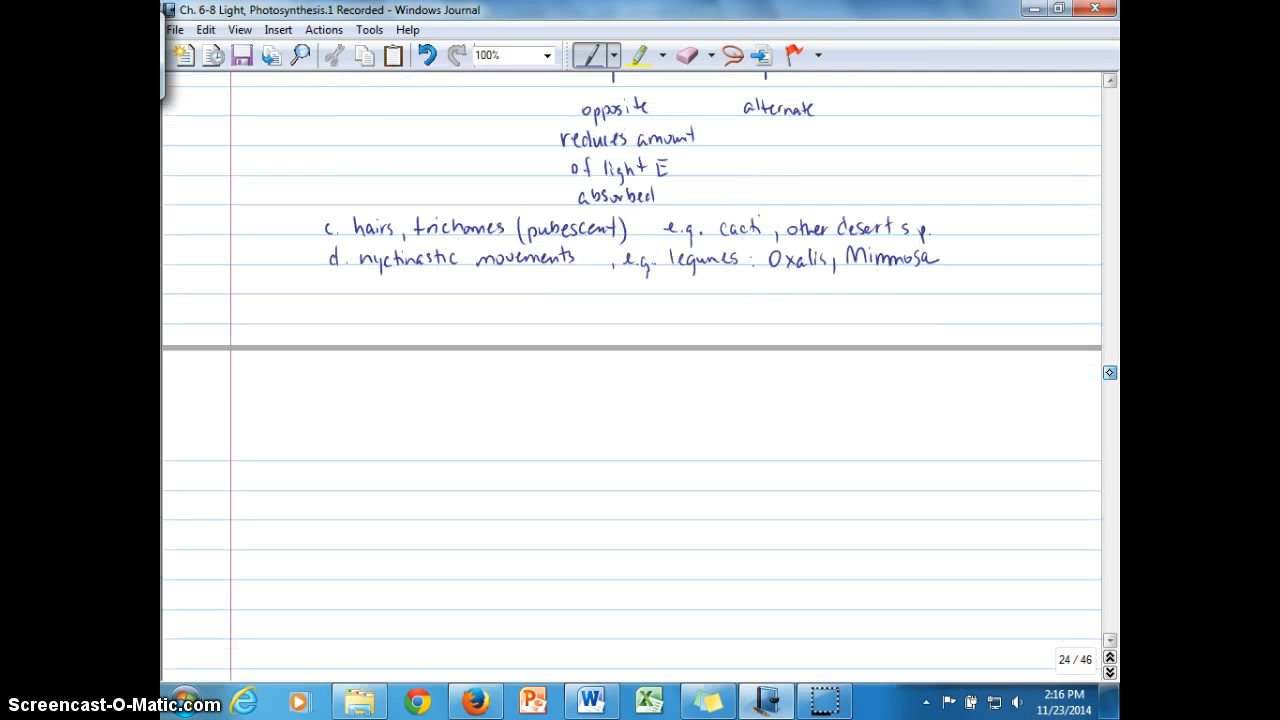 Ch. 6-8 Light, Photosynthesis.1 Recorded - Windows Journal
File Edit View Insert Actions Tools Help
100%
opposite alternate
reduces amount
of light E
absorbed
c. hairs, trichomes (pubescent) e.g. cacti, other desert sp.
d. nyctinastic movements, e.g. legumes: Oxalis, Mimmosa
24 / 46
2:16 PM
11/23/2014
Screencast-O-Matic.com